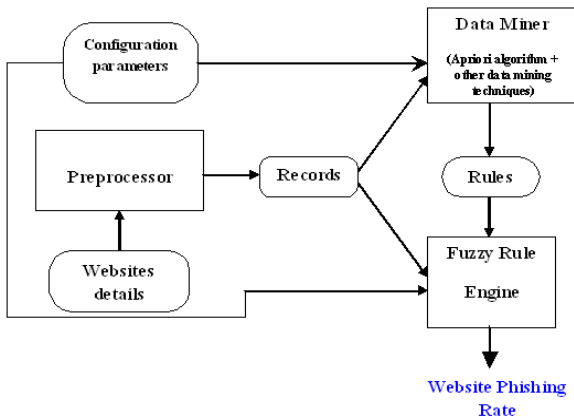 Configuration
parameters
Data Miner
(Apriori algorithm +
other data mining
techniques)
Preprocessor
Records
Rules
Websites
details
Fuzzy Rule
Engine
Website Phishing
Rate